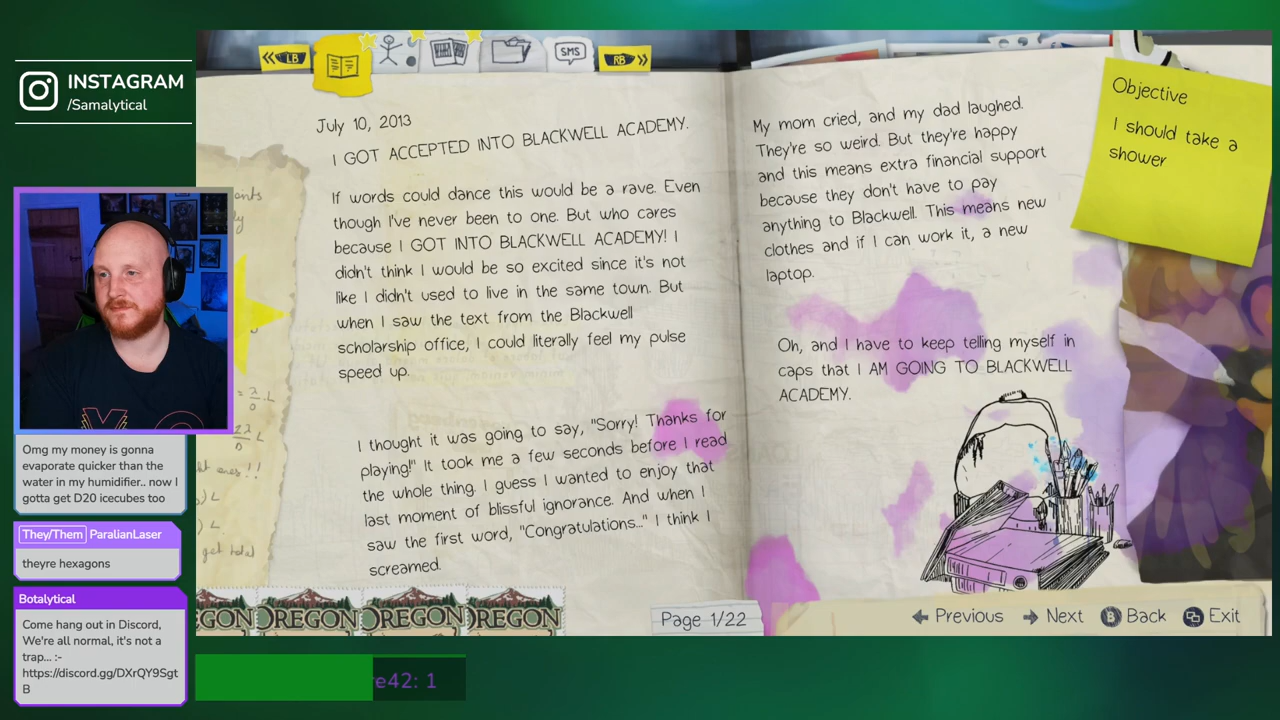 INSTAGRAM
/Samalytical
Omg my money is gonna
evaporate quicker than the
water in my humidifier.. now I
gotta get D20 icecubes too
They/Them ParalianLaser
theyre hexagons
Botalytical
Come hang out in Discord,
We're all normal, it's not a
trap... :-
https://discord.gg/DXrQY9Sgt
B
LB
SMS
RB
July 10, 2013
I GOT ACCEPTED INTO BLACKWELL ACADEMY.
If words could dance this would be a rave. Even
though I've never been to one. But who cares
because I GOT INTO BLACKWELL ACADEMY! I
didn't think I would be so excited since it's not
like I didn't used to live in the same town. But
when I saw the text from the Blackwell
scholarship office, I could literally feel my pulse
speed up.
I thought it was going to say, "Sorry! Thanks for
playing!" It took me a few seconds before I read
the whole thing. I guess I wanted to enjoy that
last moment of blissful ignorance. And when I
saw the first word, "Congratulations..." I think I
screamed.
My mom cried, and my dad laughed.
They're so weird. But they're happy
and this means extra financial support
because they don't have to pay
anything to Blackwell. This means new
clothes and if I can work it, a new
laptop.
Oh, and I have to keep telling myself in
caps that I AM GOING TO BLACKWELL
ACADEMY.
Objective
I should take a
shower
EGON OREGON OREGON OREGON
Page 1/22
Previous Next B Back Exit
e42: 1